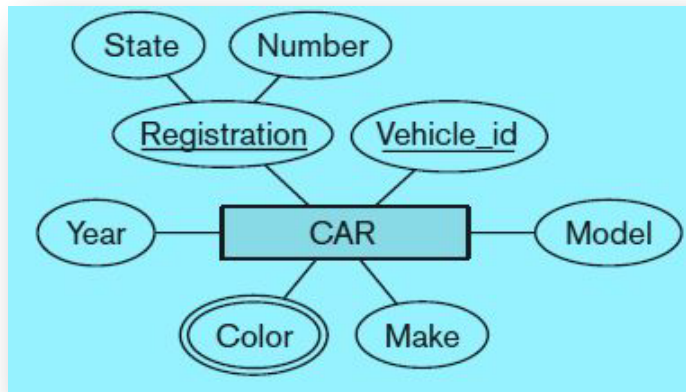 State Number
Registration Vehicle_id
Year CAR Model
Color Make